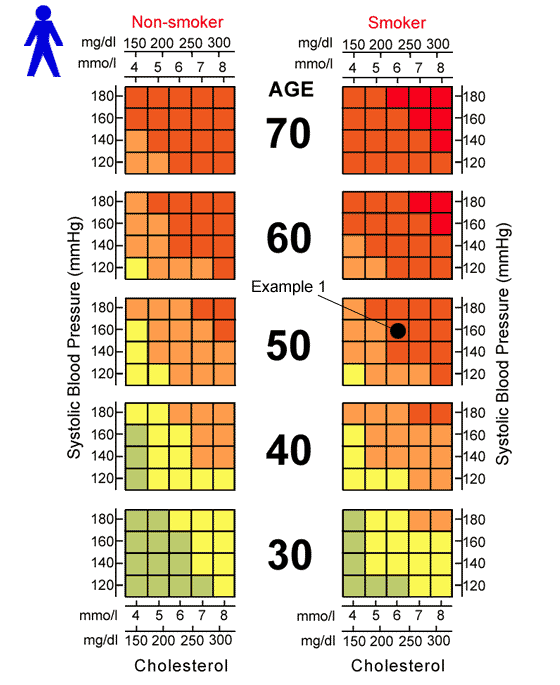 Non-smoker Smoker
mg/dl 150 200 250 300 mg/dl 150 200 250 300
mmo/l 4 5 6 7 8 mmo/l 4 5 6 7 8
AGE
180 180
160 70 160
140 140
120 120
180 180
160 60 160
140 140
120 120
Example 1
180 180
160 50 160
140 140
120 120
180 180
160 40 160
140 140
120 120
180 180
160 30 160
140 140
120 120
Systolic Blood Pressure (mmHg)
Systolic Blood Pressure (mmHg)
mmo/l 4 5 6 7 8 mmo/l 4 5 6 7 8
mg/dl 150 200 250 300 mg/dl 150 200 250 300
Cholesterol Cholesterol